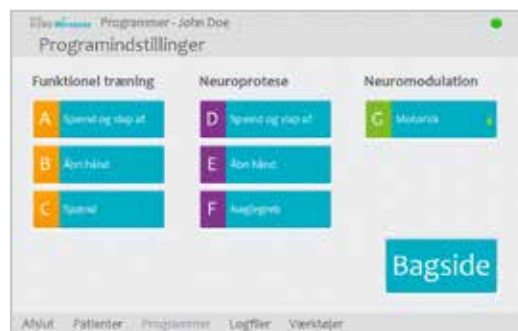 Programmer - John Doe
Programindstillinger
Funktionel træning
Neuroprotese
Neuromodulation
A Spænd og slap af
B Åbn hånd
C Spænd
D Spænd og slap af
E Åbn hånd
F Nøglegreb
G Motorisk
Bagside
Afslut Patienter Programmer Logfiler Værktøjer